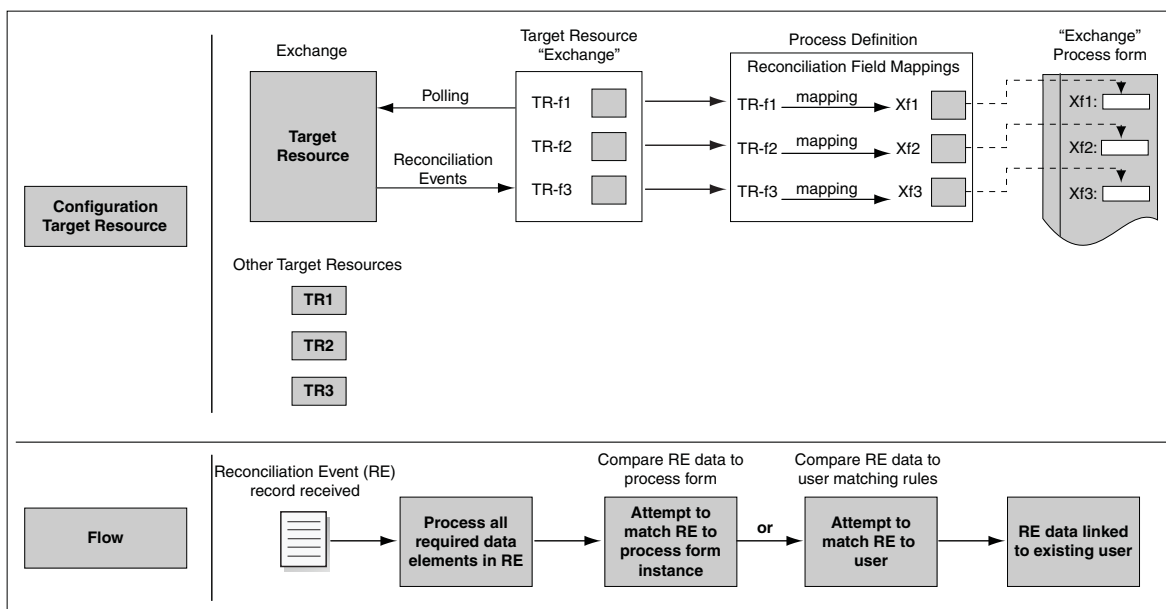 Exchange
Target Resource
“Exchange”
Process Definition
“Exchange”
Process form
Reconciliation Field Mappings
Target
Resource
Polling
Reconciliation
Events
TR-f1
TR-f2
TR-f3
TR-f1
mapping
Xf1
TR-f2
mapping
Xf2
TR-f3
mapping
Xf3
Xf1:
Xf2:
Xf3:
Configuration
Target Resource
Other Target Resources
TR1
TR2
TR3
Flow
Reconciliation Event (RE)
record received
Process all
required data
elements in RE
Compare RE data to
process form
Attempt to
match RE to
process form
instance
or
Compare RE data to
user matching rules
Attempt to
match RE to
user
RE data linked
to existing user